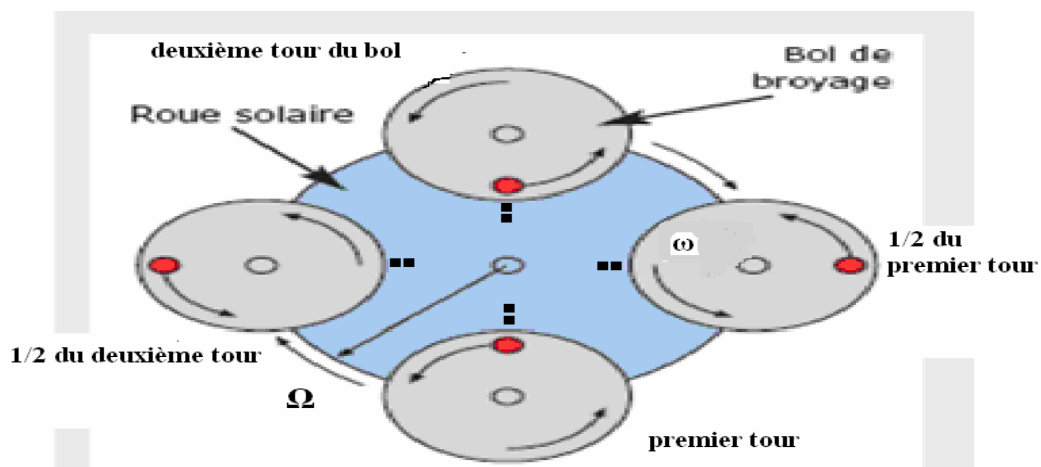 deuxième tour du bol
Bol de
broyage
Roue solaire
ω
1/2 du
premier tour
1/2 du deuxième tour
Ω
premier tour